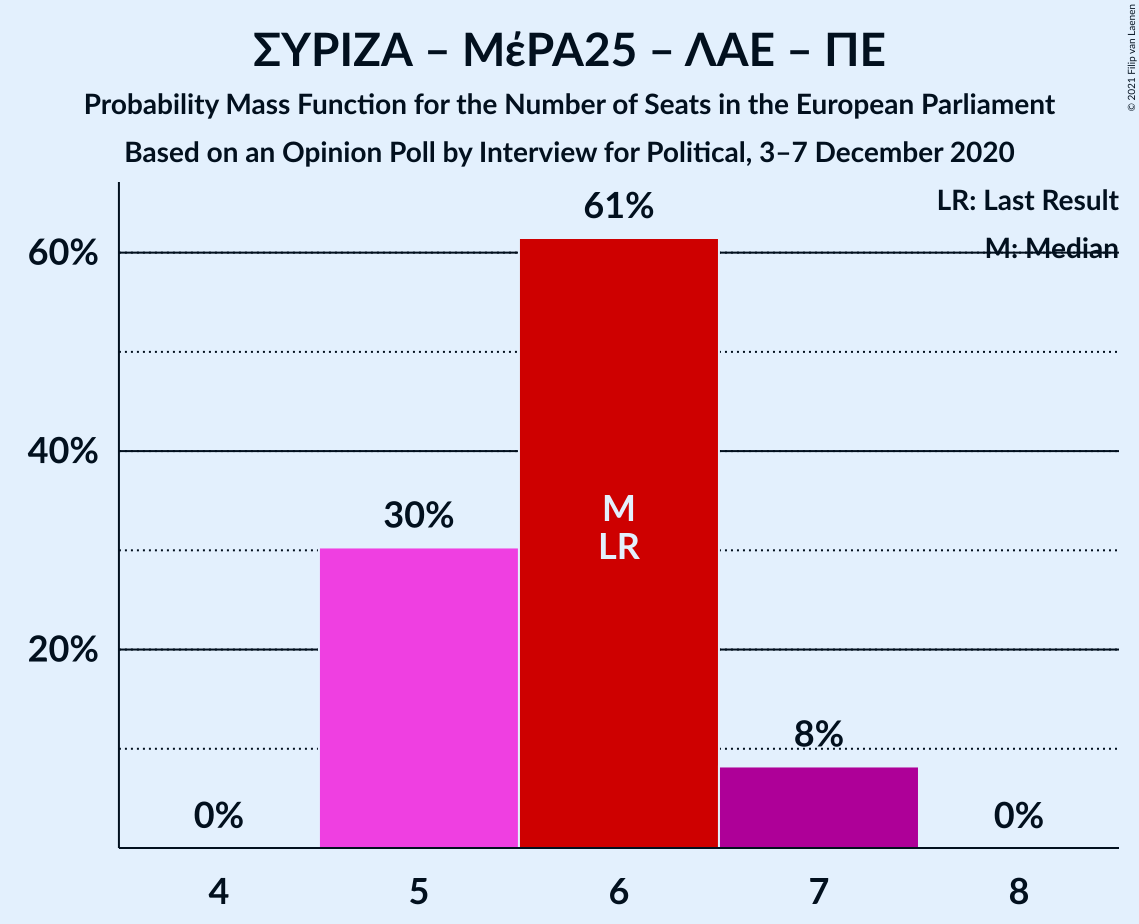 ΣΥΡΙΖΑ – ΜέΡΑ25 – ΛΑΕ – ΠΕ
Probability Mass Function for the Number of Seats in the European Parliament
Based on an Opinion Poll by Interview for Political, 3–7 December 2020
© 2021 Filip van Laenen
LR: Last Result
M: Median
60%
40%
20%
0%
30%
61%
8%
0%
M
LR
4
5
6
7
8